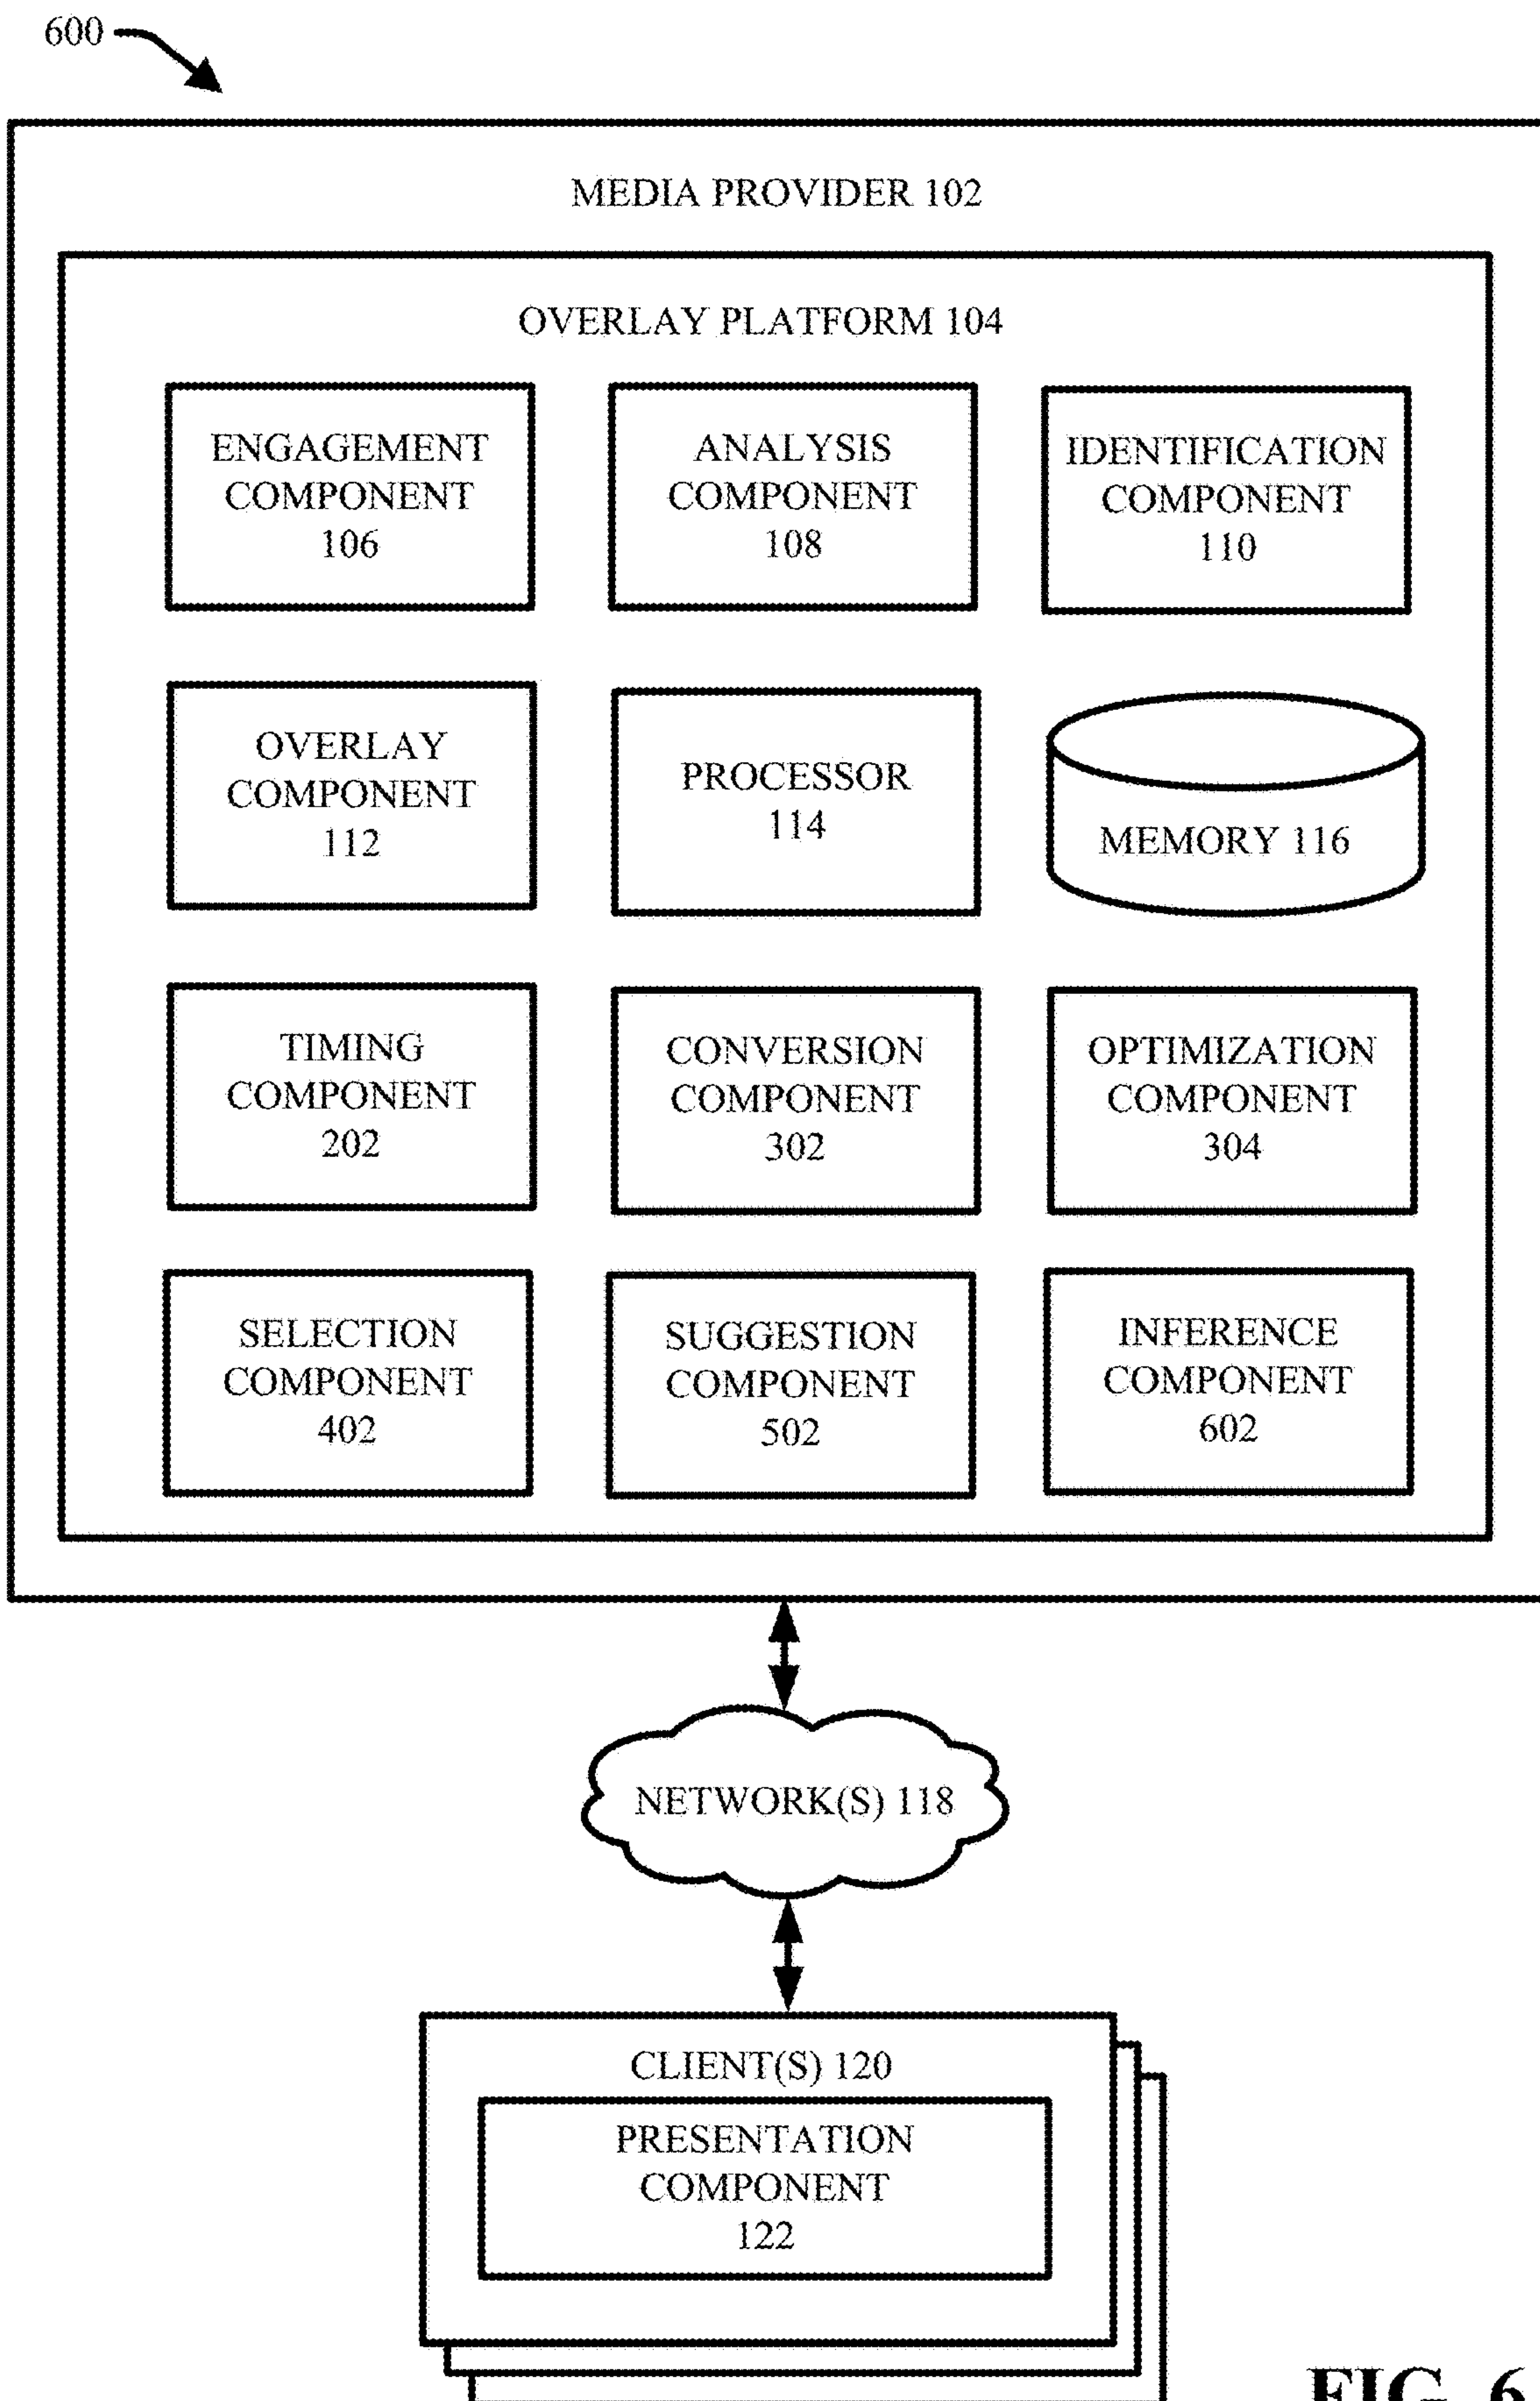 600
MEDIA PROVIDER 102
OVERLAY PLATFORM 104
ENGAGEMENT
COMPONENT
106
ANALYSIS
COMPONENT
108
IDENTIFICATION
COMPONENT
110
OVERLAY
COMPONENT
112
PROCESSOR
114
MEMORY 116
TIMING
COMPONENT
202
CONVERSION
COMPONENT
302
OPTIMIZATION
COMPONENT
304
SELECTION
COMPONENT
402
SUGGESTION
COMPONENT
502
INFERENCE
COMPONENT
602
NETWORK(S) 118
CLIENT(S) 120
PRESENTATION
COMPONENT
122
FIG. 6